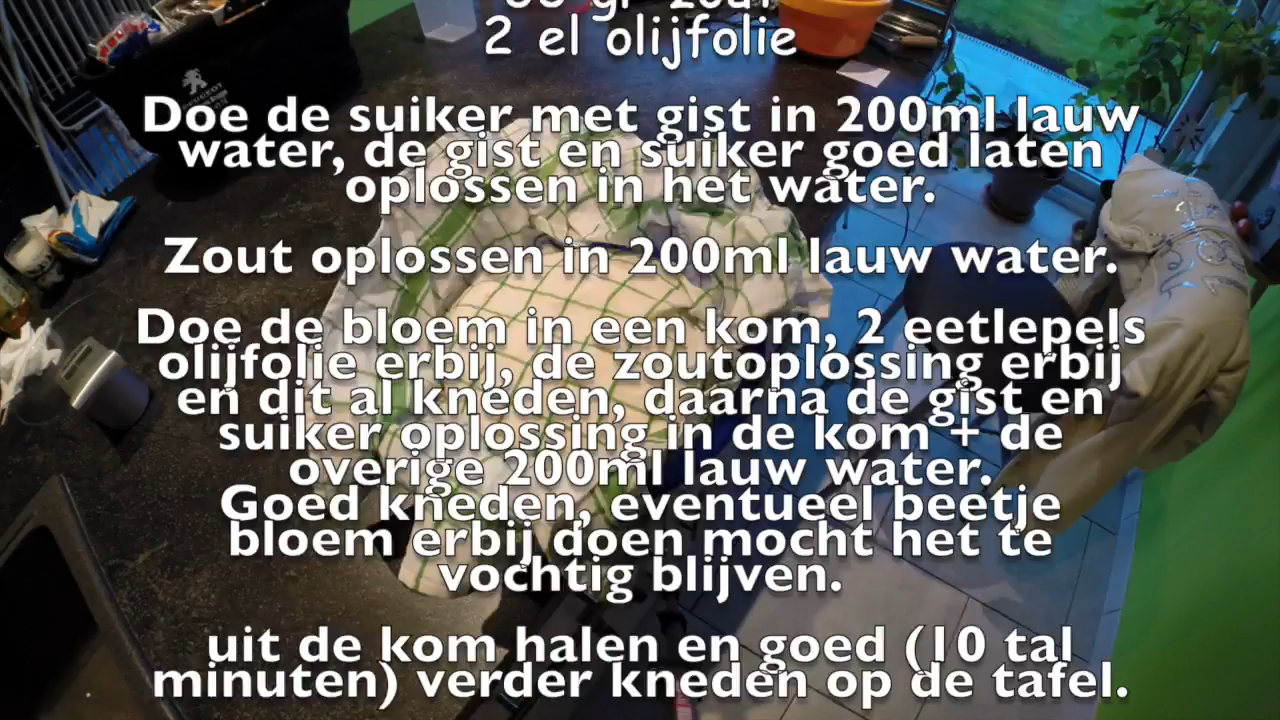 2 el olijfolie
Doe de suiker met gist in 200ml lauw
water, de gist en suiker goed laten
oplossen in het water.
Zout oplossen in 200ml lauw water.
Doe de bloem in een kom, 2 eetlepels
olijfolie erbij, de zoutoplossing erbij
en dit al kneden, daarna de gist en
suiker oplossing in de kom + de
overige 200ml lauw water.
Goed kneden, eventueel beetje
bloem erbij doen mocht het te
vochtig blijven.
uit de kom halen en goed (10 tal
minuten) verder kneden op de tafel.